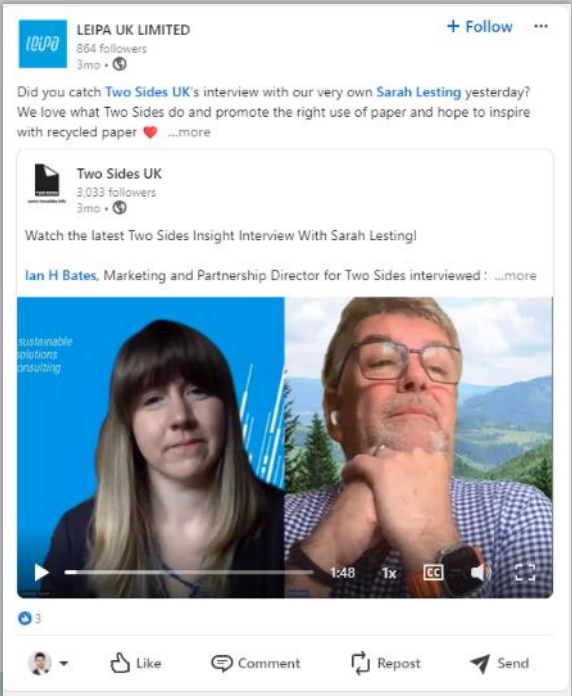 leipa
LEIPA UK LIMITED
864 followers
3mo •
+ Follow ...
Did you catch Two Sides UK's interview with our very own Sarah Lesting yesterday?
We love what Two Sides do and promote the right use of paper and hope to inspire
with recycled paper ❤️ ...more
Two Sides UK
3,033 followers
3mo •
Watch the latest Two Sides Insight Interview With Sarah Lesting!
Ian H Bates, Marketing and Partnership Director for Two Sides interviewed ...more
sustainable
solutions
onsulting
1:48 1x CC
3
Like Comment Repost Send